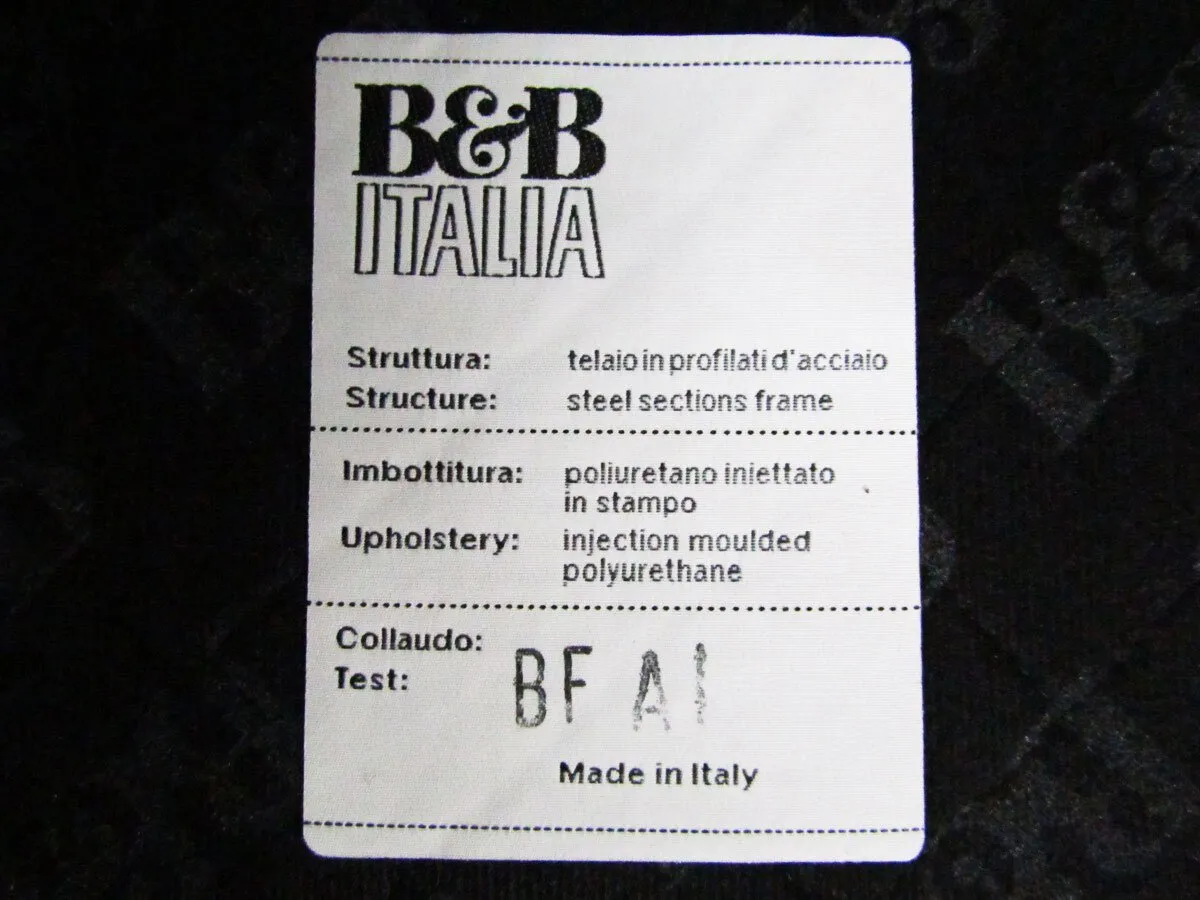 B&B
ITALIA
Struttura: telaio in profilati d'acciaio
Structure: steel sections frame
Imbottitura: poliuretano iniettato
in stampo
Upholstery: injection moulded
polyurethane
Collaudo:
Test: BF A
Made in Italy